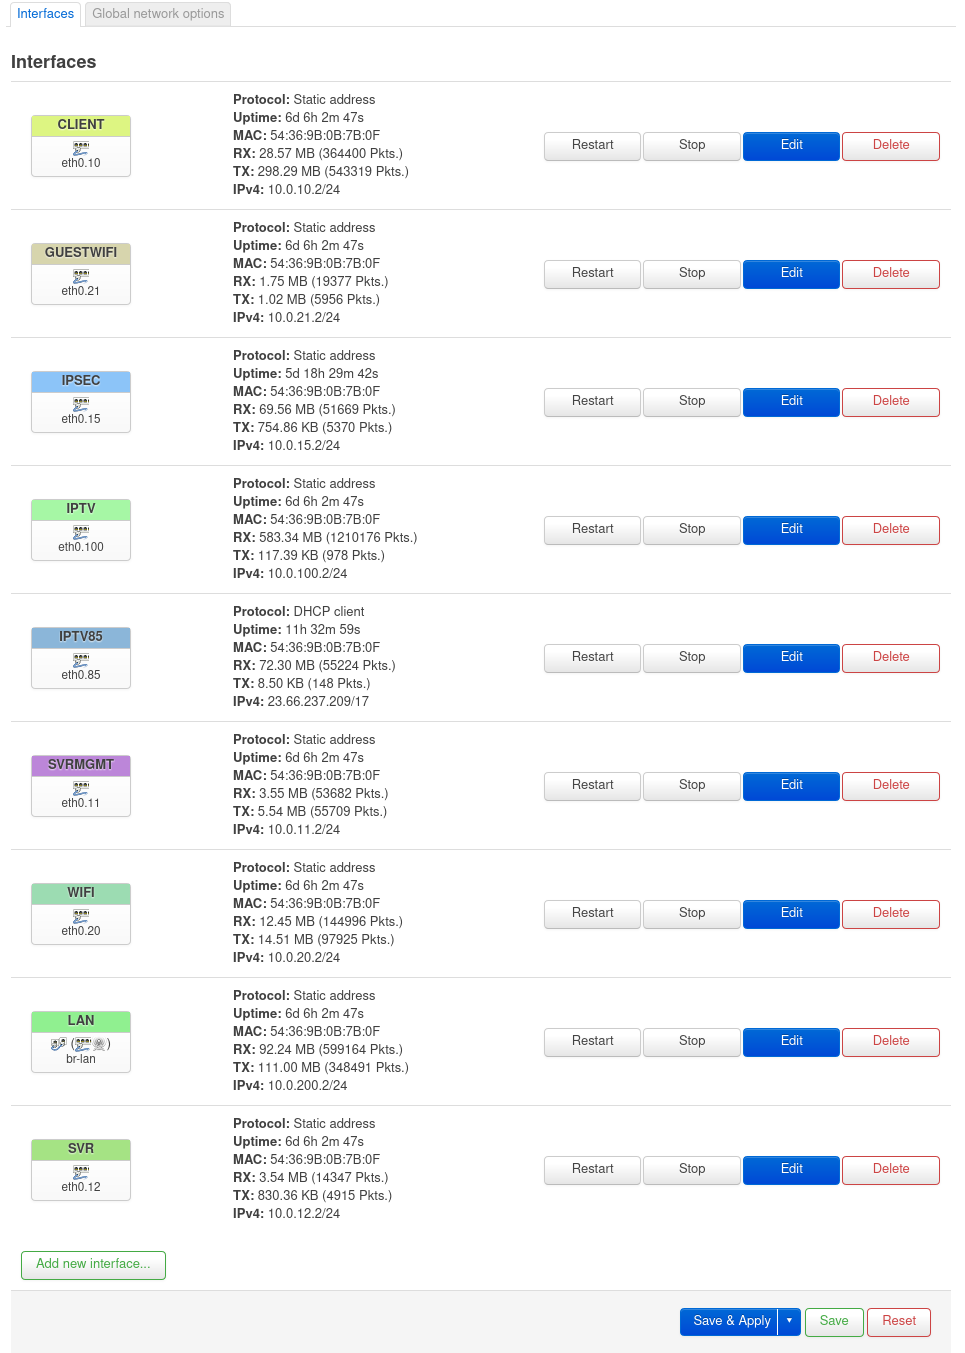 Interfaces
Global network options
Interfaces
CLIENT
eth0.10
Protocol: Static address
Uptime: 6d 6h 2m 47s
MAC: 54:36:9B:0B:7B:0F
RX: 28.57 MB (364400 Pkts.)
TX: 298.29 MB (543319 Pkts.)
IPv4: 10.0.10.2/24
Restart
Stop
Edit
Delete
GUESTWIFI
eth0.21
Protocol: Static address
Uptime: 6d 6h 2m 47s
MAC: 54:36:9B:0B:7B:0F
RX: 1.75 MB (19377 Pkts.)
TX: 1.02 MB (5956 Pkts.)
IPv4: 10.0.21.2/24
Restart
Stop
Edit
Delete
IPSEC
eth0.15
Protocol: Static address
Uptime: 5d 18h 29m 42s
MAC: 54:36:9B:0B:7B:0F
RX: 69.56 MB (51669 Pkts.)
TX: 754.86 KB (5370 Pkts.)
IPv4: 10.0.15.2/24
Restart
Stop
Edit
Delete
IPTV
eth0.100
Protocol: Static address
Uptime: 6d 6h 2m 47s
MAC: 54:36:9B:0B:7B:0F
RX: 583.34 MB (1210176 Pkts.)
TX: 117.39 KB (978 Pkts.)
IPv4: 10.0.100.2/24
Restart
Stop
Edit
Delete
IPTV85
eth0.85
Protocol: DHCP client
Uptime: 11h 32m 59s
MAC: 54:36:9B:0B:7B:0F
RX: 72.30 MB (55224 Pkts.)
TX: 8.50 KB (148 Pkts.)
IPv4: 23.66.237.209/17
Restart
Stop
Edit
Delete
SVRMGMT
eth0.11
Protocol: Static address
Uptime: 6d 6h 2m 47s
MAC: 54:36:9B:0B:7B:0F
RX: 3.55 MB (53682 Pkts.)
TX: 5.54 MB (55709 Pkts.)
IPv4: 10.0.11.2/24
Restart
Stop
Edit
Delete
WIFI
eth0.20
Protocol: Static address
Uptime: 6d 6h 2m 47s
MAC: 54:36:9B:0B:7B:0F
RX: 12.45 MB (144996 Pkts.)
TX: 14.51 MB (97925 Pkts.)
IPv4: 10.0.20.2/24
Restart
Stop
Edit
Delete
LAN
( )
br-lan
Protocol: Static address
Uptime: 6d 6h 2m 47s
MAC: 54:36:9B:0B:7B:0F
RX: 92.24 MB (599164 Pkts.)
TX: 111.00 MB (348491 Pkts.)
IPv4: 10.0.200.2/24
Restart
Stop
Edit
Delete
SVR
eth0.12
Protocol: Static address
Uptime: 6d 6h 2m 47s
MAC: 54:36:9B:0B:7B:0F
RX: 3.54 MB (14347 Pkts.)
TX: 830.36 KB (4915 Pkts.)
IPv4: 10.0.12.2/24
Restart
Stop
Edit
Delete
Add new interface...
Save & Apply
Save
Reset